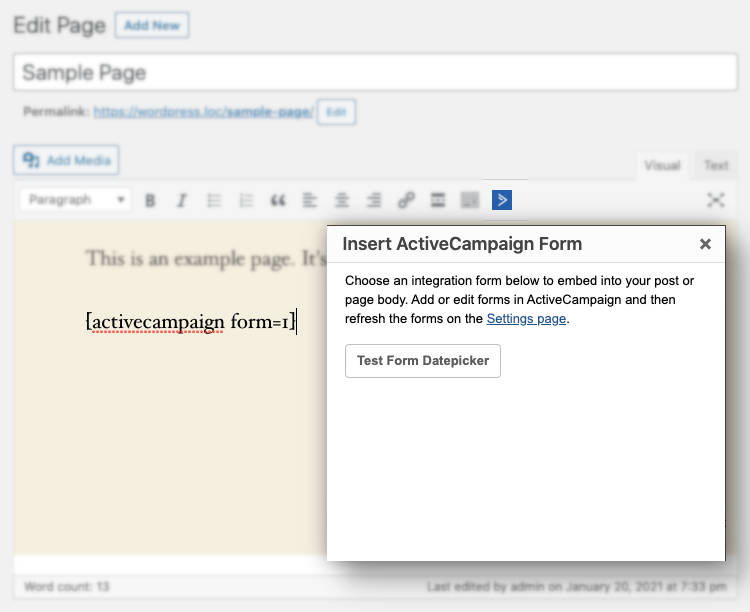 Edit Page Add New
Sample Page
Permalink: https://wordpress.loc/sample-page/ Edit
Add Media
Visual Text
Paragraph B I
This is an example page. It's
[activecampaign form=1]
Insert ActiveCampaign Form ×
Choose an integration form below to embed into your post or
page body. Add or edit forms in ActiveCampaign and then
refresh the forms on the Settings page.
Test Form Datepicker
Word count: 13 Last edited by admin on January 20, 2021 at 7:33 pm